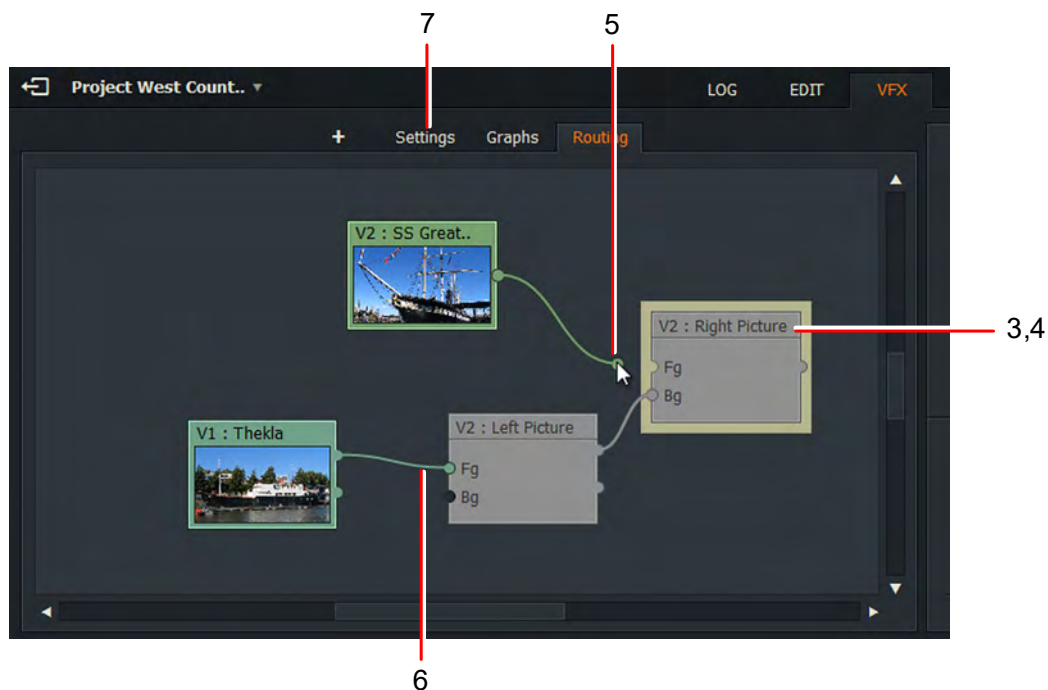 7 5
Project West Count.. LOG EDIT VFX
+ Settings Graphs Routing
V2 : SS Great..
V2 : Right Picture 3,4
Fg
Bg
V1 : Thekla
V2 : Left Picture
Fg
Bg
6